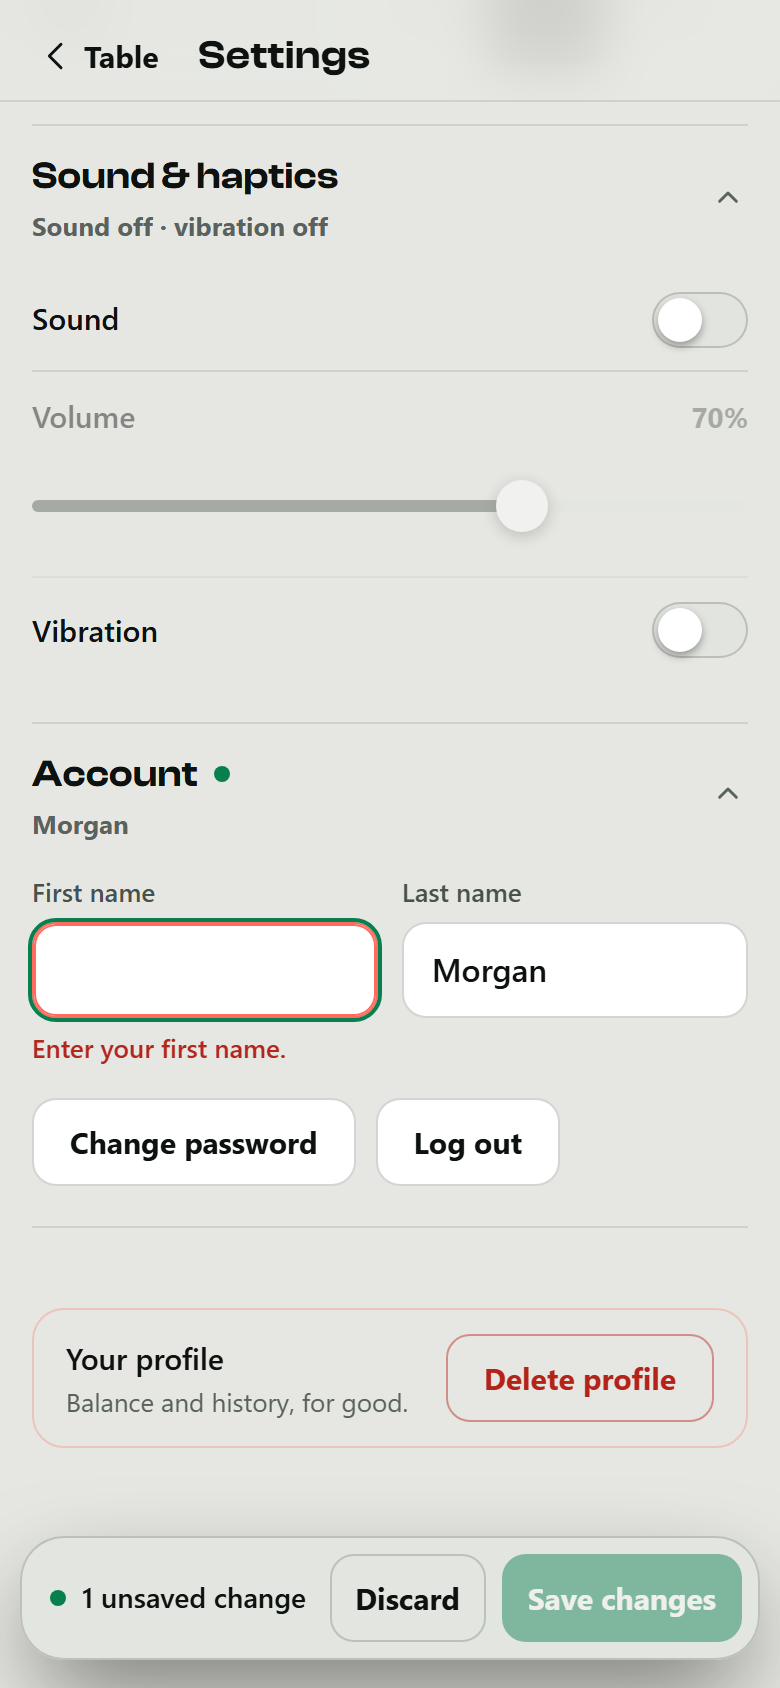 Table Settings
Sound & haptics
Sound off · vibration off
Sound
Volume 70%
Vibration
Account
Morgan
First name Last name
Morgan
Enter your first name.
Change password Log out
Your profile
Balance and history, for good.
Delete profile
1 unsaved change Discard Save changes